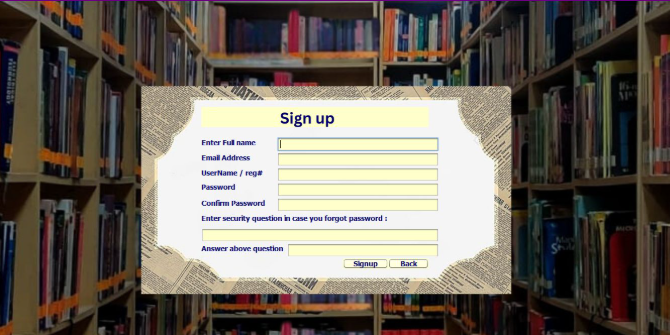 Sign up
Enter Full name
Email Address
UserName / reg#
Password
Confirm Password
Enter security question in case you forgot password :
Answer above question
Signup Back